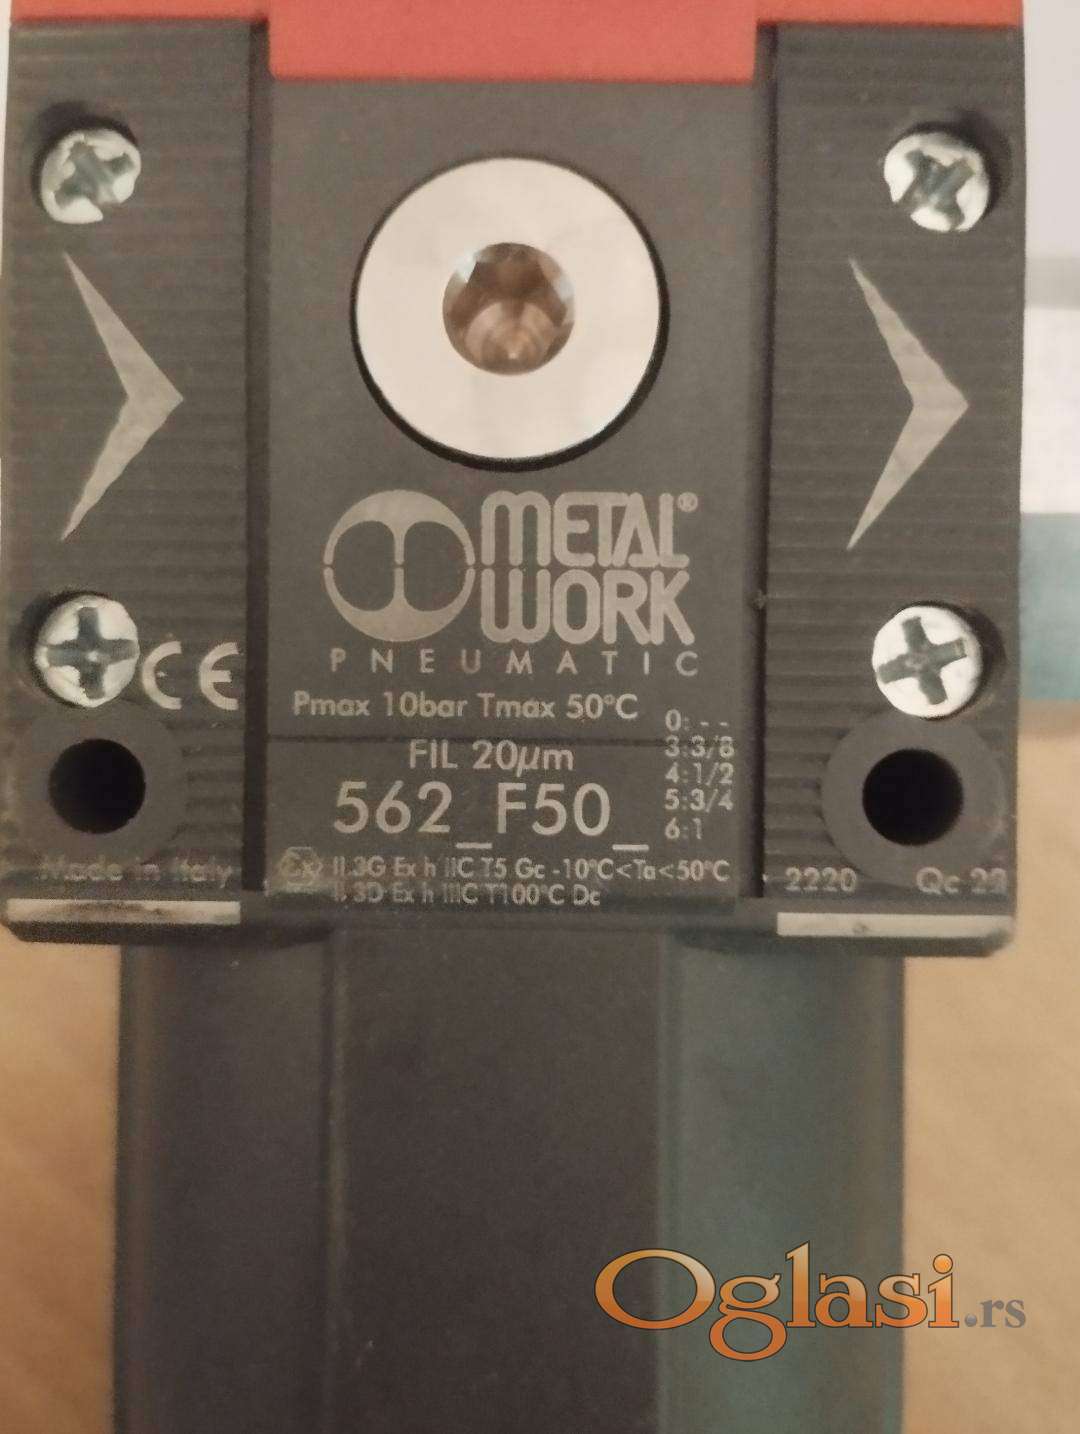 METAL®
WORK
PNEUMATIC
CE
Pmax 10bar Tmax 50°C
0: - -
3:3/8
4:1/2
5:3/4
6:1
FIL 20µm
562_F50_
Ex II 3G Ex h IIC T5 Gc -10°C<Ta<50°C
II 3D Ex h IIIC T100°C Dc
Made in Italy
2220 Qc 22
Oglasi.rs